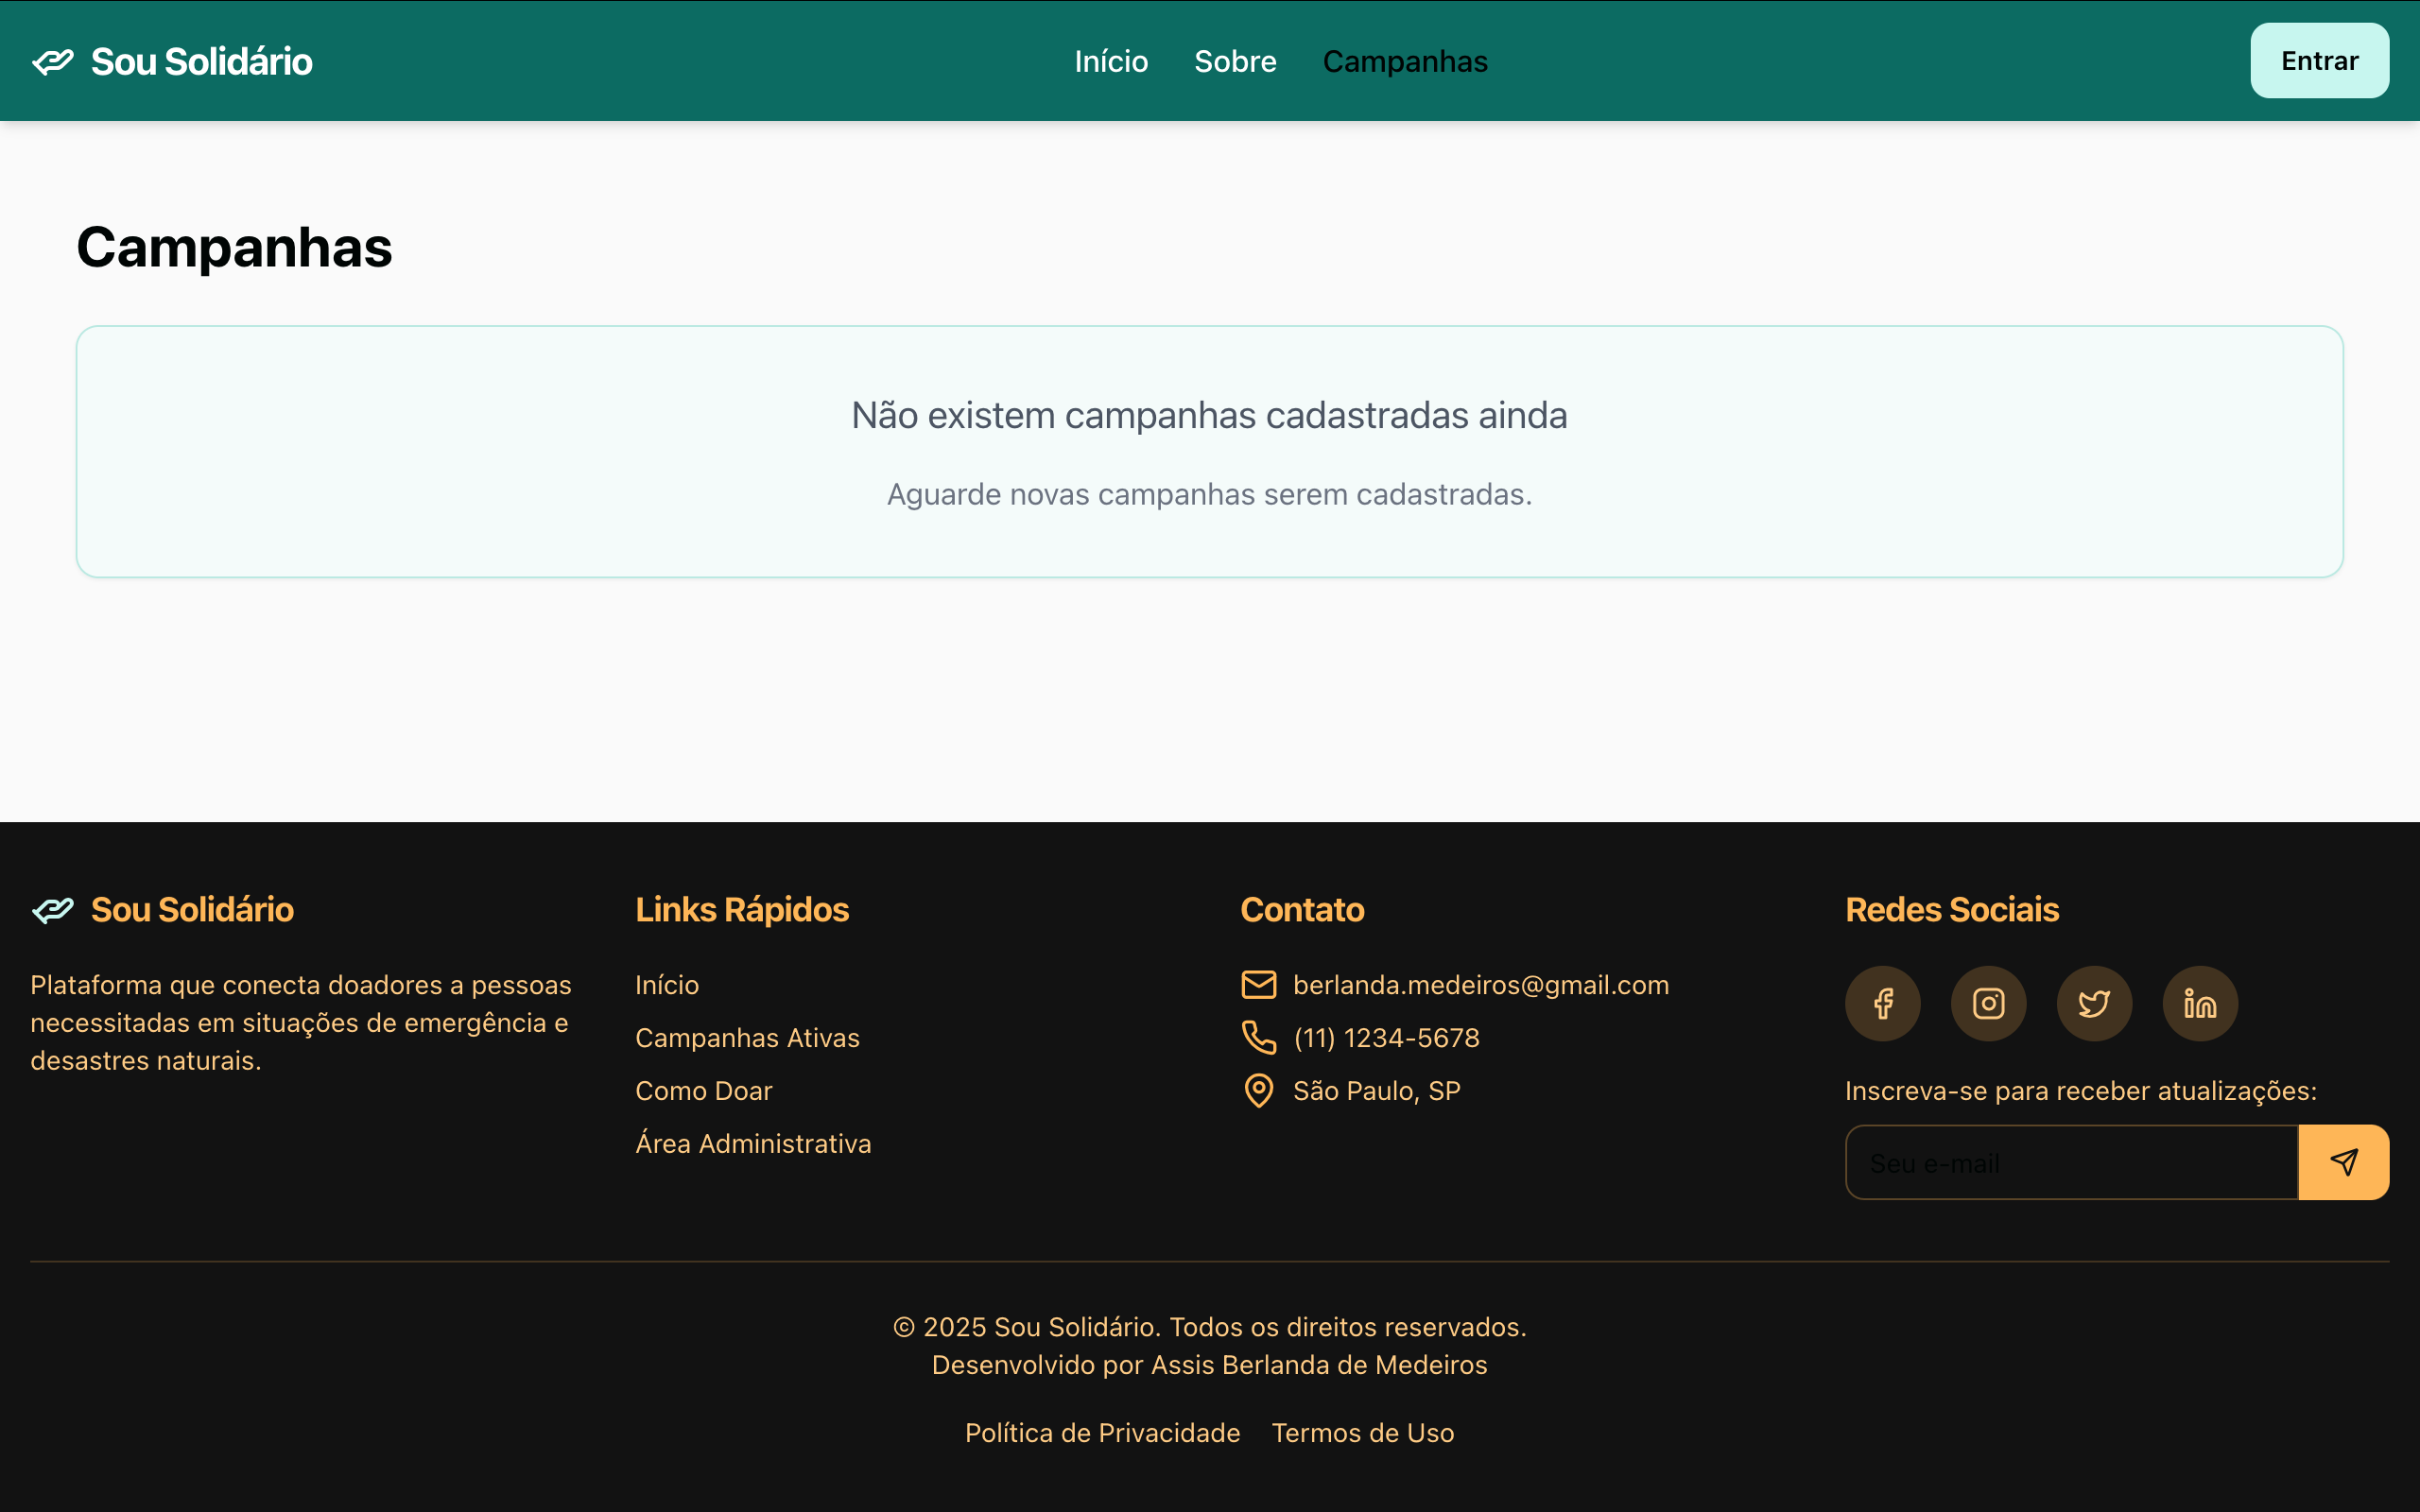 Sou Solidário
Início
Sobre
Campanhas
Entrar
Campanhas
Não existem campanhas cadastradas ainda
Aguarde novas campanhas serem cadastradas.
Sou Solidário
Plataforma que conecta doadores a pessoas
necessitadas em situações de emergência e
desastres naturais.
Links Rápidos
Início
Campanhas Ativas
Como Doar
Área Administrativa
Contato
berlanda.medeiros@gmail.com
(11) 1234-5678
São Paulo, SP
Redes Sociais
Inscreva-se para receber atualizações:
Seu e-mail
© 2025 Sou Solidário. Todos os direitos reservados.
Desenvolvido por Assis Berlanda de Medeiros
Política de Privacidade
Termos de Uso